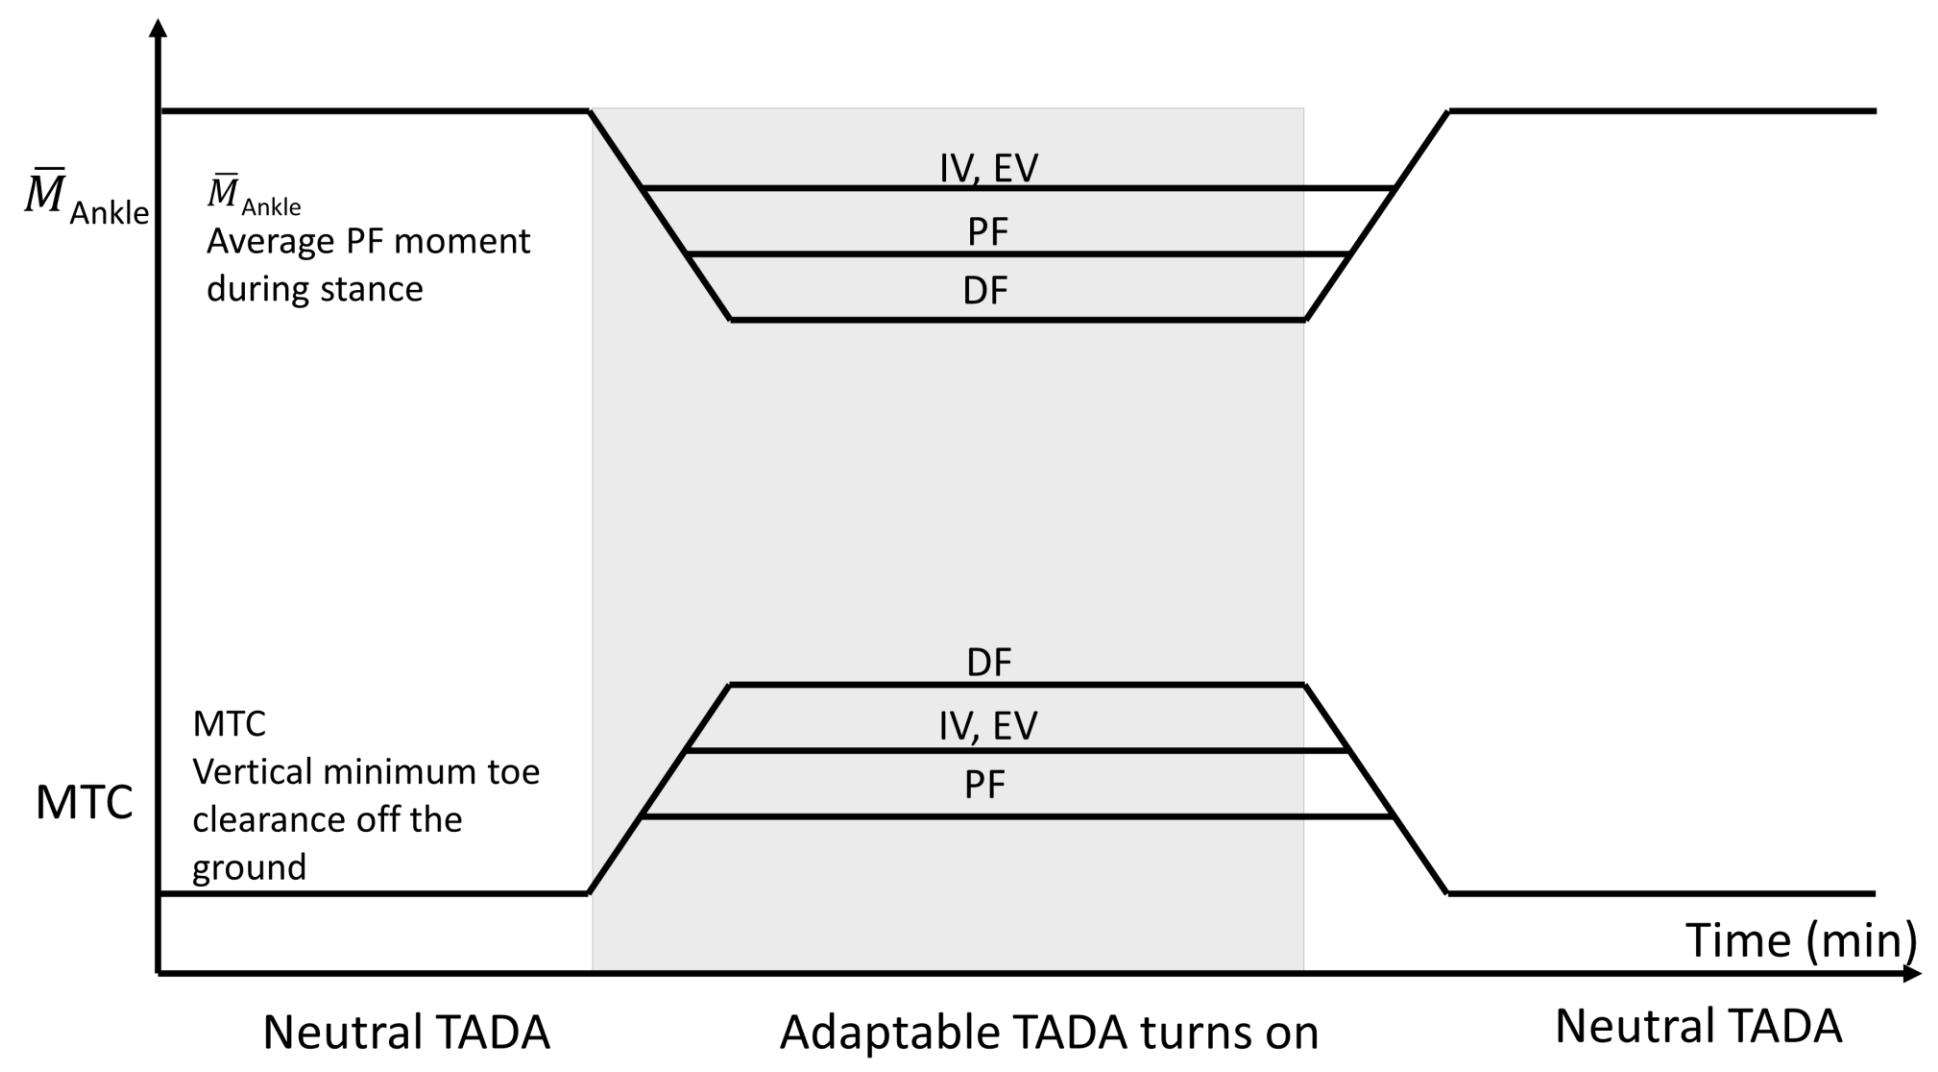 M̅ Ankle
M̅ Ankle
Average PF moment
during stance
IV, EV
PF
DF
DF
IV, EV
PF
MTC
MTC
Vertical minimum toe
clearance off the
ground
Time (min)
Neutral TADA
Adaptable TADA turns on
Neutral TADA